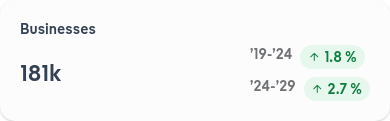 Businesses
181k
’19-’24 ↑ 1.8 %
’24-’29 ↑ 2.7 %